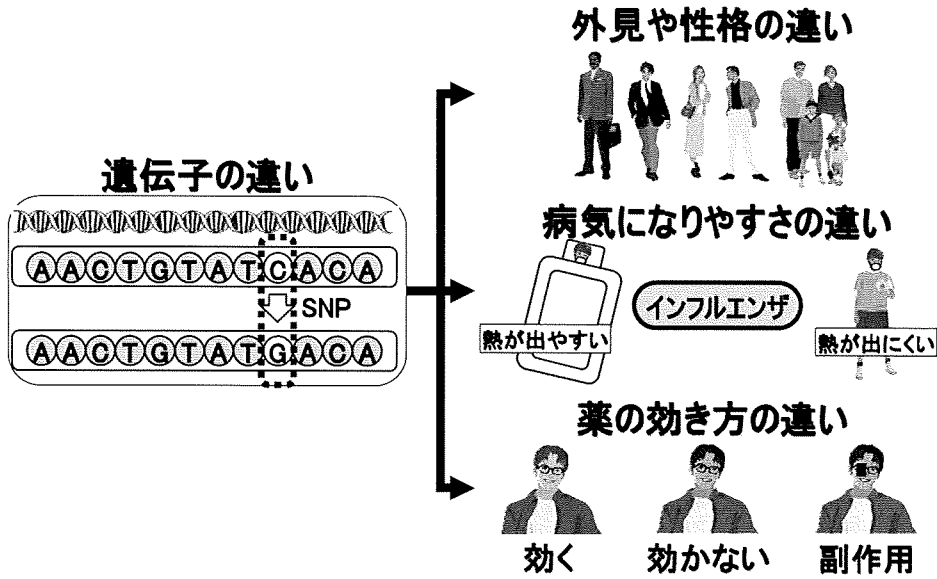 外見や性格の違い
遺伝子の違い
AACTGTATCACA
SNP
AACTGTATGACA
病気になりやすさの違い
インフルエンザ
熱が出やすい
熱が出にくい
薬の効き方の違い
効く
効かない
副作用